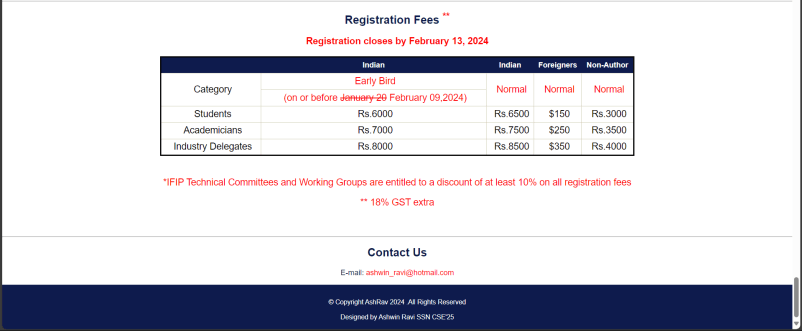 Registration Fees **
Registration closes by February 13, 2024
Indian Indian Foreigners Non-Author
Category Early Bird Normal Normal Normal
(on or before January 20 February 09,2024)
Students Rs.6000 Rs.6500 $150 Rs.3000
Academicians Rs.7000 Rs.7500 $250 Rs.3500
Industry Delegates Rs.8000 Rs.8500 $350 Rs.4000
*IFIP Technical Committees and Working Groups are entitled to a discount of at least 10% on all registration fees
** 18% GST extra
Contact Us
E-mail: ashwin_ravi@hotmail.com
© Copyright AshRav 2024 .All Rights Reserved
Designed by Ashwin Ravi SSN CSE'25